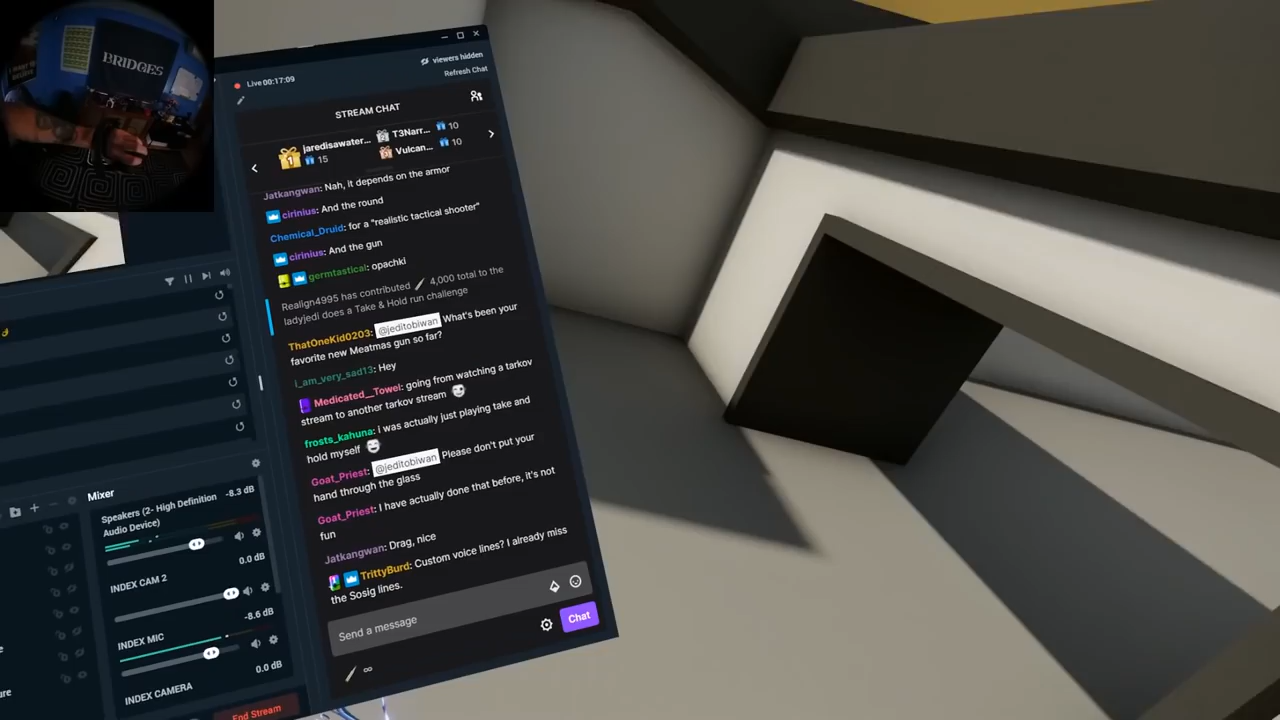 BRIDGES
Live 00:17:09
viewers hidden
Refresh Chat
STREAM CHAT
jaredisawater...
15
T3Narr... 10
Vulcan... 10
Jatkangwan: Nah, it depends on the armor
cirinius: And the round
Chemical_Druid: for a "realistic tactical shooter"
cirinius: And the gun
germtastical: opachki
Realign4995 has contributed 4,000 total to the
ladyjedi does a Take & Hold run challenge
ThatOneKid0203: @jeditobiwan What's been your
favorite new Meatmas gun so far?
i_am_very_sad13: Hey
Medicated__Towel: going from watching a tarkov
stream to another tarkov stream
frosts_kahuna: i was actually just playing take and
hold myself
Goat_Priest: @jeditobiwan Please don't put your
hand through the glass
Goat_Priest: I have actually done that before, it's not
fun
Jatkangwan: Drag, nice
TrittyBurd: Custom voice lines? I already miss
the Sosig lines.
Send a message
Chat
∞
Mixer
Speakers (2- High Definition
Audio Device)
-8.3 dB
INDEX CAM 2
0.0 dB
INDEX MIC
-8.6 dB
INDEX CAMERA
0.0 dB
End Stream